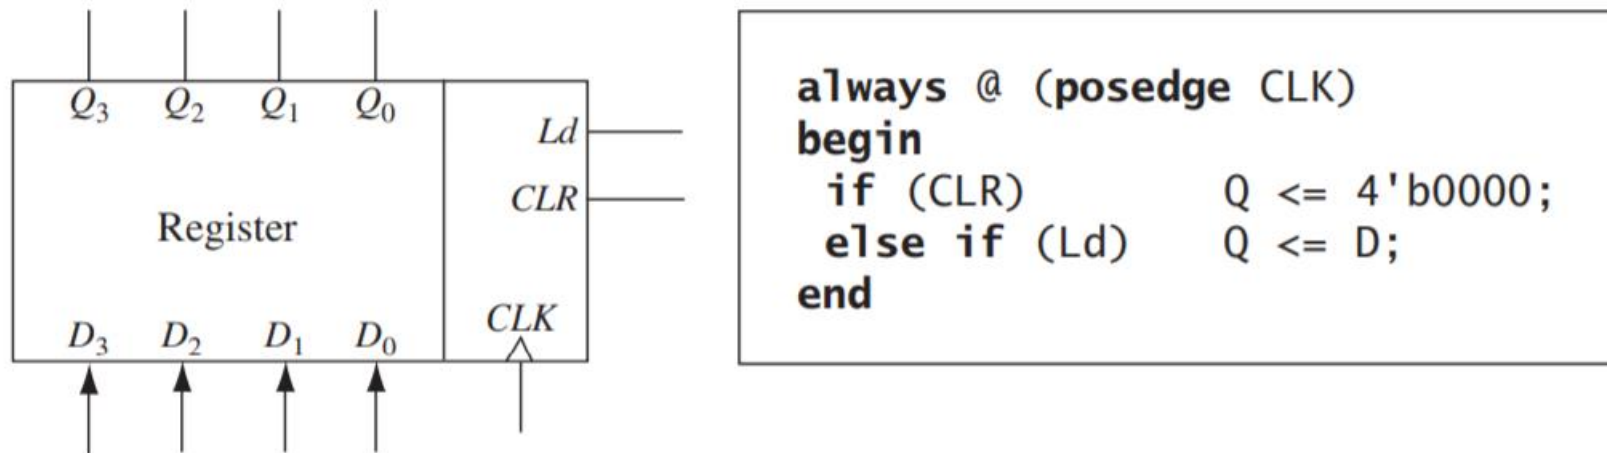 Q₃ Q₂ Q₁ Q₀
Ld
CLR
Register
CLK
D₃ D₂ D₁ D₀
always @ (posedge CLK)
begin
if (CLR) Q <= 4'b0000;
else if (Ld) Q <= D;
end